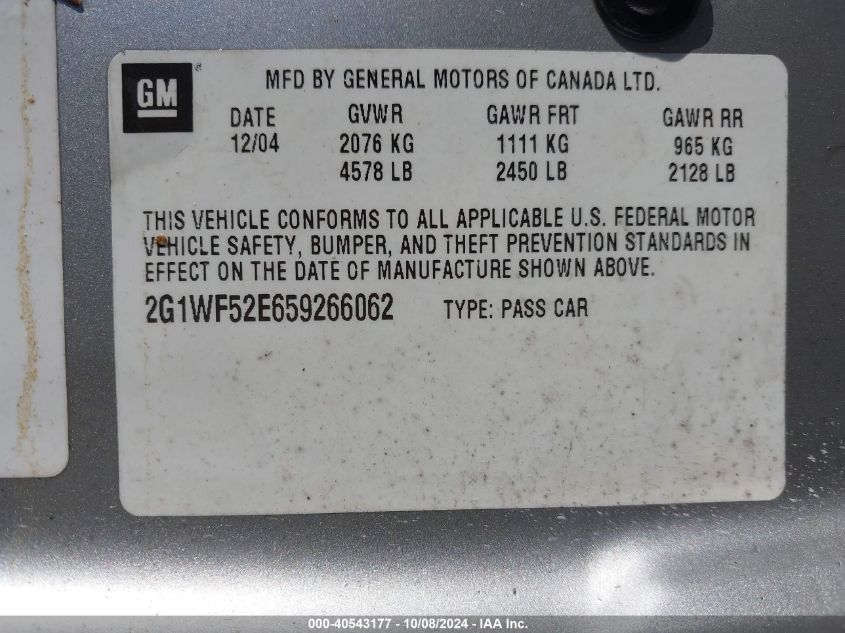 GM
MFD BY GENERAL MOTORS OF CANADA LTD.
DATE GVWR GAWR FRT GAWR RR
12/04 2076 KG 1111 KG 965 KG
4578 LB 2450 LB 2128 LB
THIS VEHICLE CONFORMS TO ALL APPLICABLE U.S. FEDERAL MOTOR
VEHICLE SAFETY, BUMPER, AND THEFT PREVENTION STANDARDS IN
EFFECT ON THE DATE OF MANUFACTURE SHOWN ABOVE.
2G1WF52E659266062 TYPE: PASS CAR
000-40543177 - 10/08/2024 - IAA Inc.